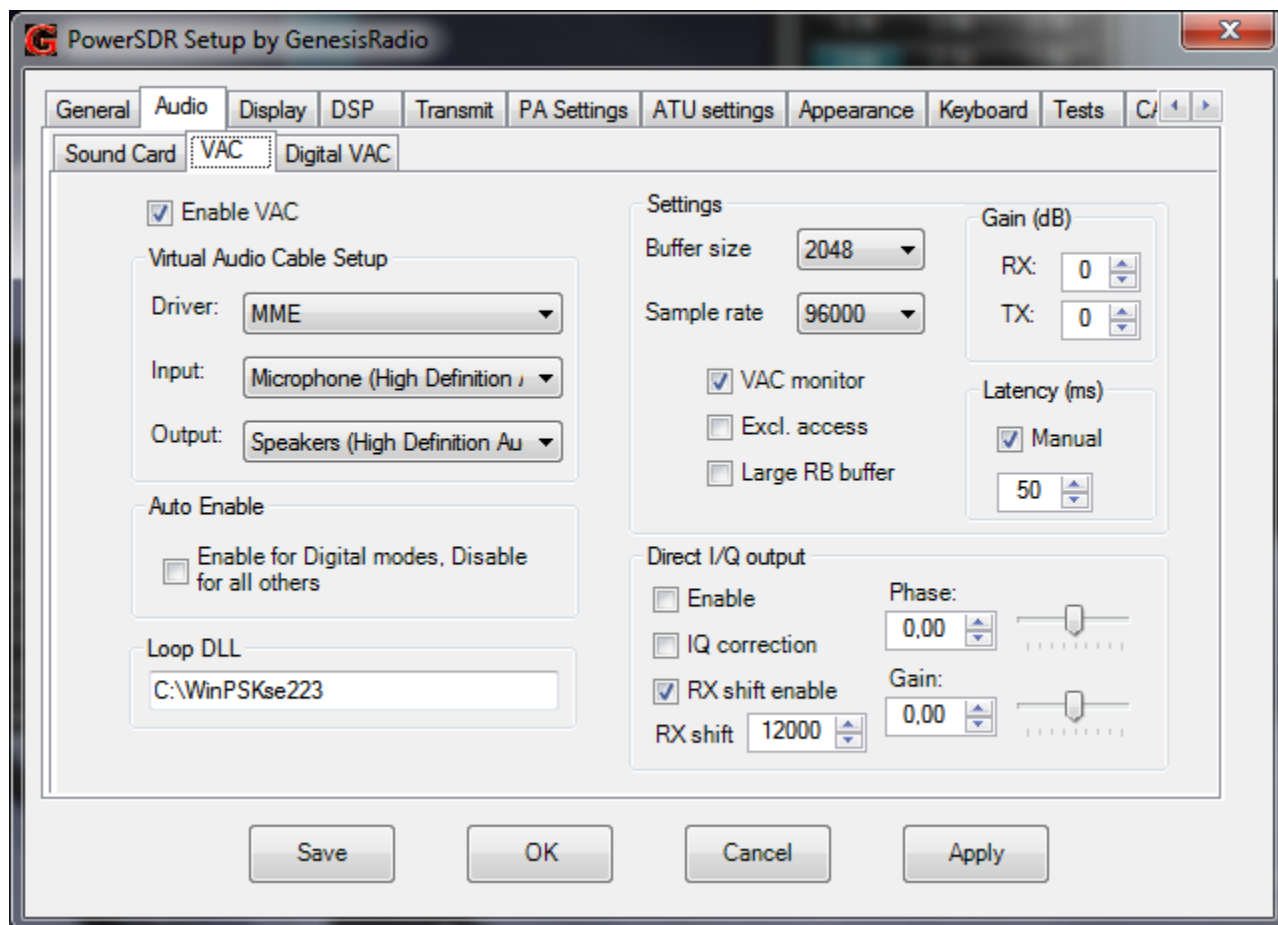 PowerSDR Setup by GenesisRadio
General Audio Display DSP Transmit PA Settings ATU settings Appearance Keyboard Tests
Sound Card VAC Digital VAC
Enable VAC
Virtual Audio Cable Setup
Driver: MME
Input: Microphone (High Definition
Output: Speakers (High Definition Au
Auto Enable
Enable for Digital modes, Disable
for all others
Loop DLL
C:\WinPSKse223
Settings
Buffer size 2048
Sample rate 96000
VAC monitor
Excl. access
Large RB buffer
Gain (dB)
RX: 0
TX: 0
Latency (ms)
Manual
50
Direct I/Q output
Enable
IQ correction
RX shift enable
RX shift 12000
Phase:
0,00
Gain:
0,00
Save OK Cancel Apply